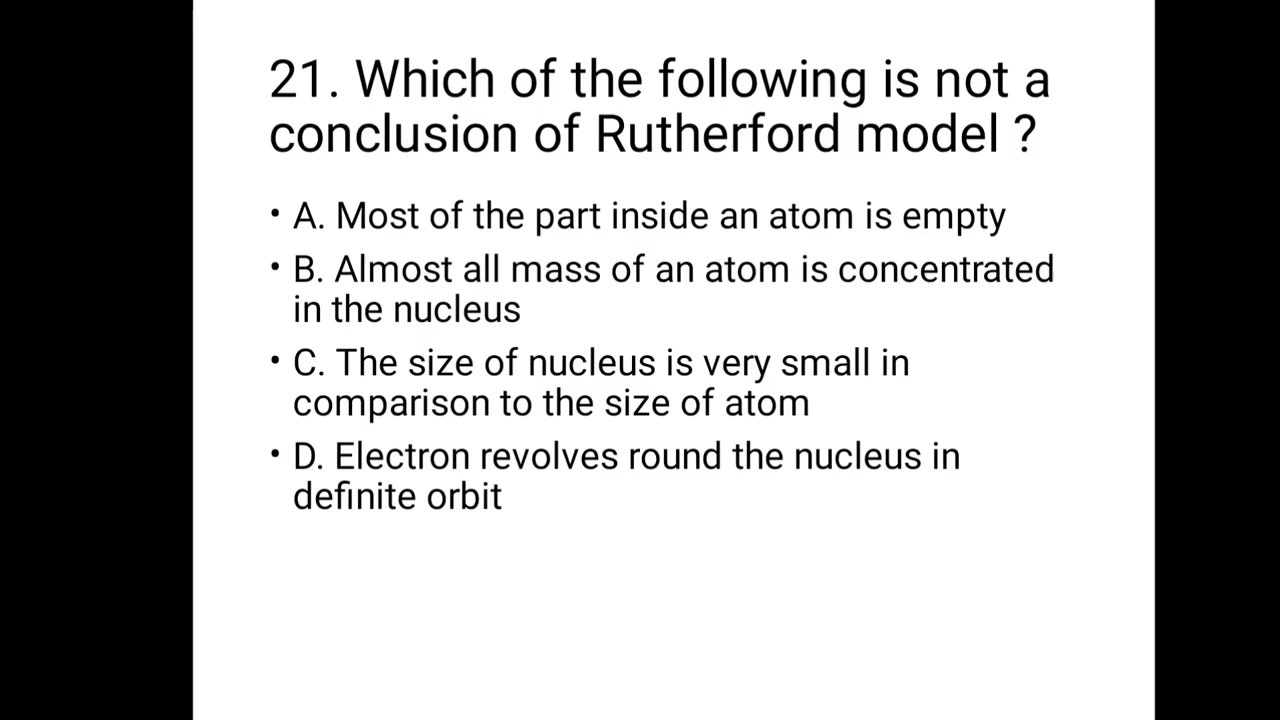 21. Which of the following is not a
conclusion of Rutherford model ?
• A. Most of the part inside an atom is empty
• B. Almost all mass of an atom is concentrated
in the nucleus
• C. The size of nucleus is very small in
comparison to the size of atom
• D. Electron revolves round the nucleus in
definite orbit